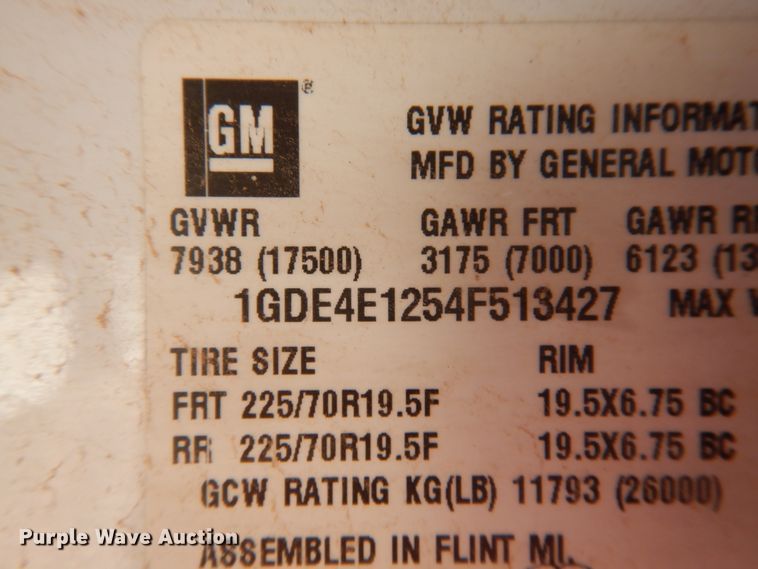 GM ®
GVW RATING INFORMAT
MFD BY GENERAL MOTO
GVWR GAWR FRT GAWR R
7938 (17500) 3175 (7000) 6123 (13
1GDE4E1254F513427 MAX
TIRE SIZE RIM
FRT 225/70R19.5F 19.5X6.75 BC
RR 225/70R19.5F 19.5X6.75 BC
GCW RATING KG(LB) 11793 (26000)
Purple Wave Auction
ASSEMBLED IN FLINT MI.